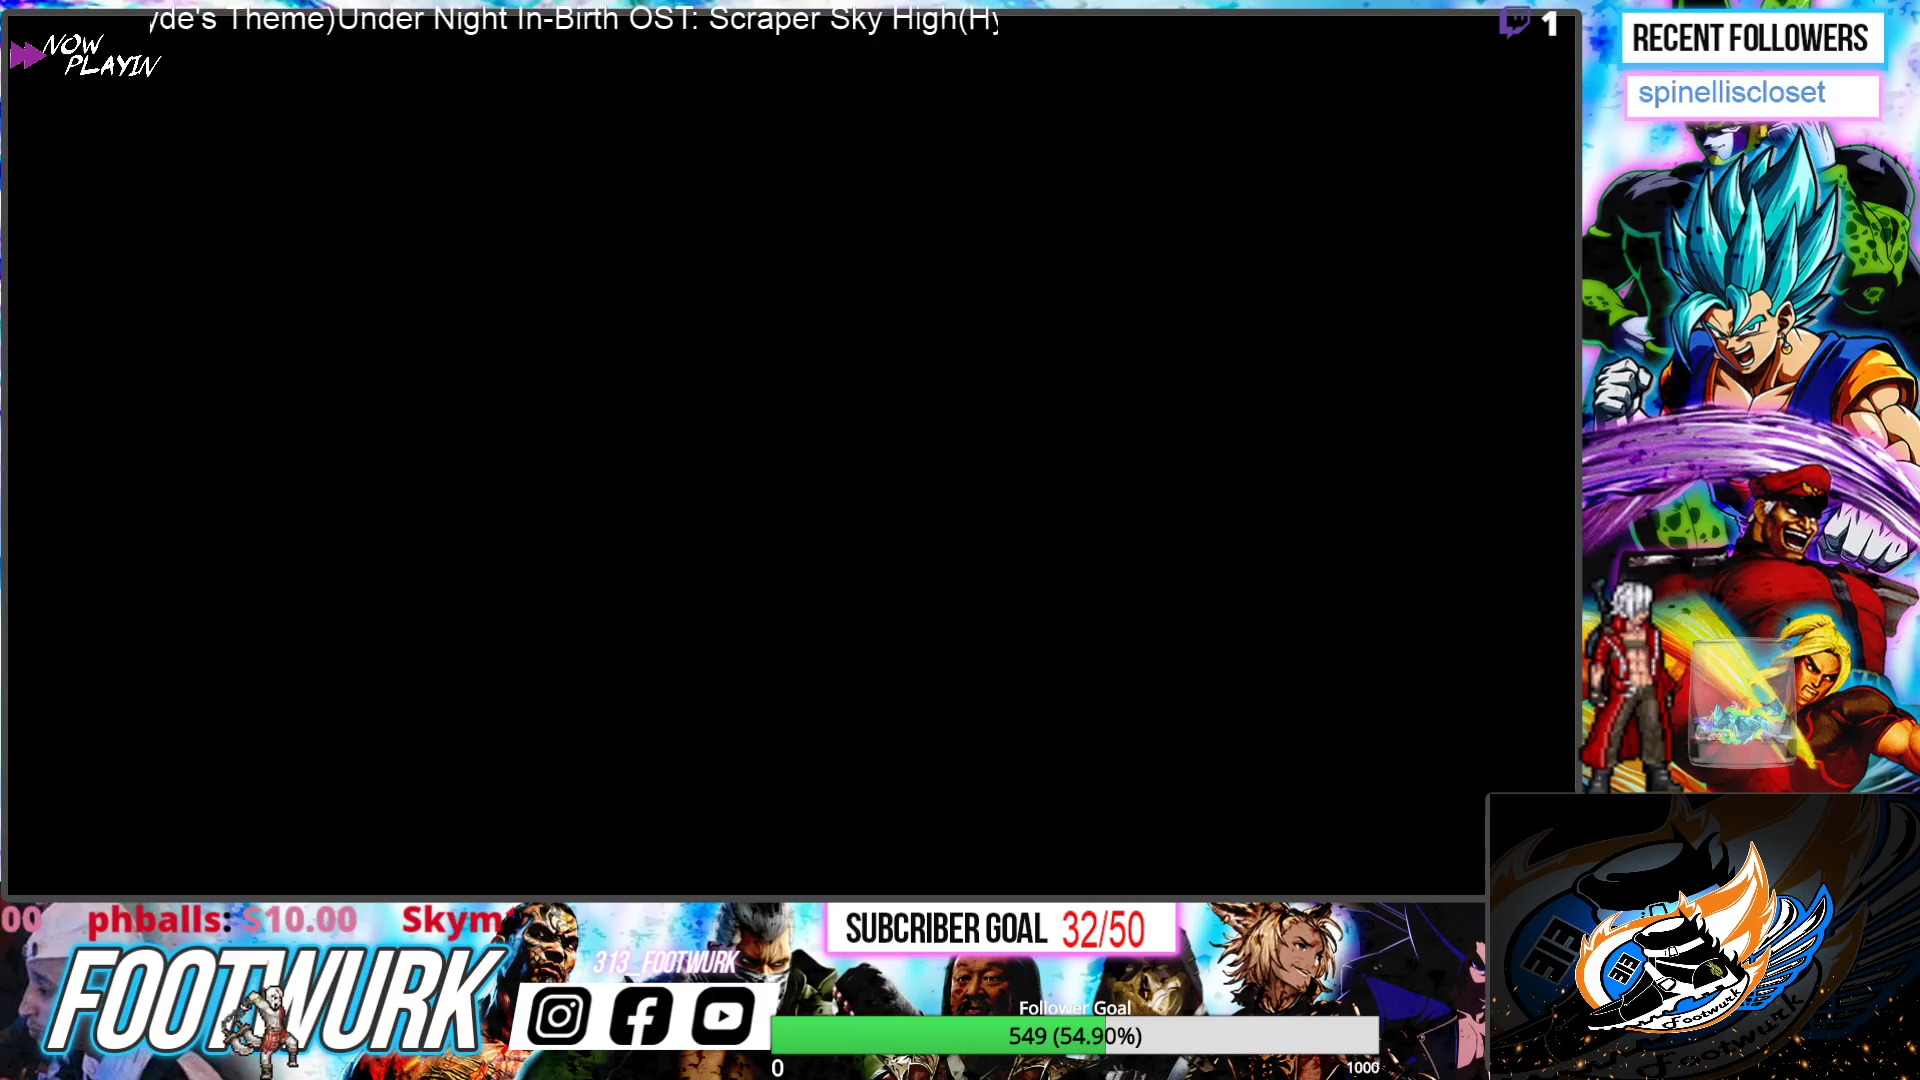 yde's Theme)Under Night In-Birth OST: Scraper Sky High(Hy
NOW
PLAYIN
1
RECENT FOLLOWERS
spinelliscloset
00 phballs: $10.00 Skym
FOOTWURK
313_FOOTWURK
SUBCRIBER GOAL 32/50
Follower Goal
549 (54.90%)
0 1000
Footwurk